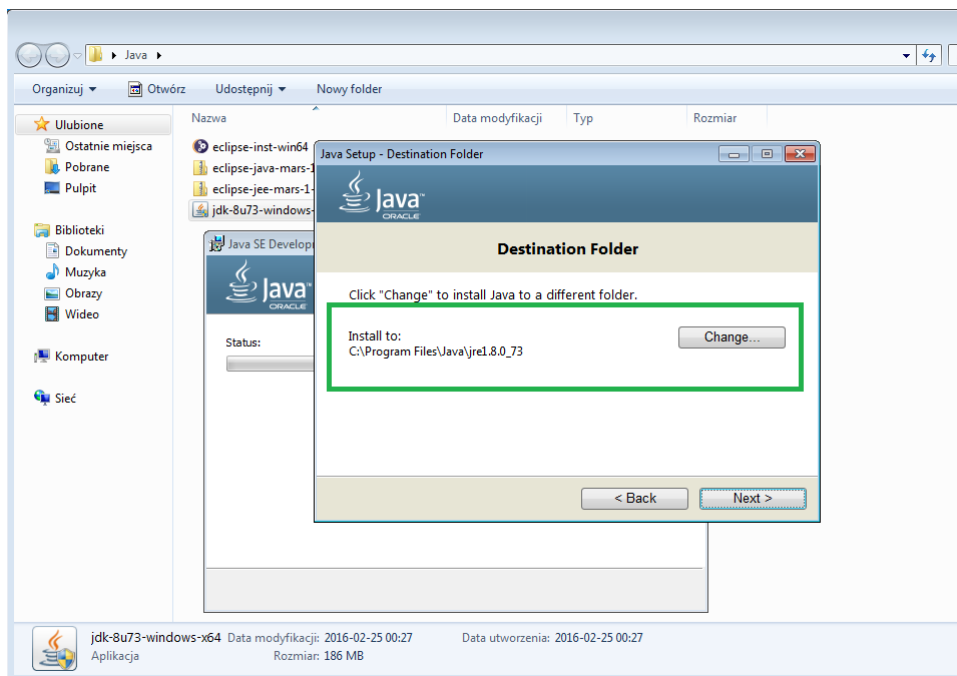 Java
Organizuj
Otwórz
Udostępnij
Nowy folder
Ulubione
Ostatnie miejsca
Pobrane
Pulpit
Biblioteki
Dokumenty
Muzyka
Obrazy
Wideo
Komputer
Sieć
Nazwa
Data modyfikacji
Typ
Rozmiar
eclipse-inst-win64
eclipse-java-mars-1
eclipse-jee-mars-1-
jdk-8u73-windows-
Java SE Develop
Java
ORACLE
Status:
Java Setup - Destination Folder
Java™
ORACLE
Destination Folder
Click "Change" to install Java to a different folder.
Install to:
C:\Program Files\Java\jre1.8.0_73
Change...
< Back
Next >
jdk-8u73-windows-x64 Data modyfikacji: 2016-02-25 00:27 Data utworzenia: 2016-02-25 00:27
Aplikacja Rozmiar: 186 MB